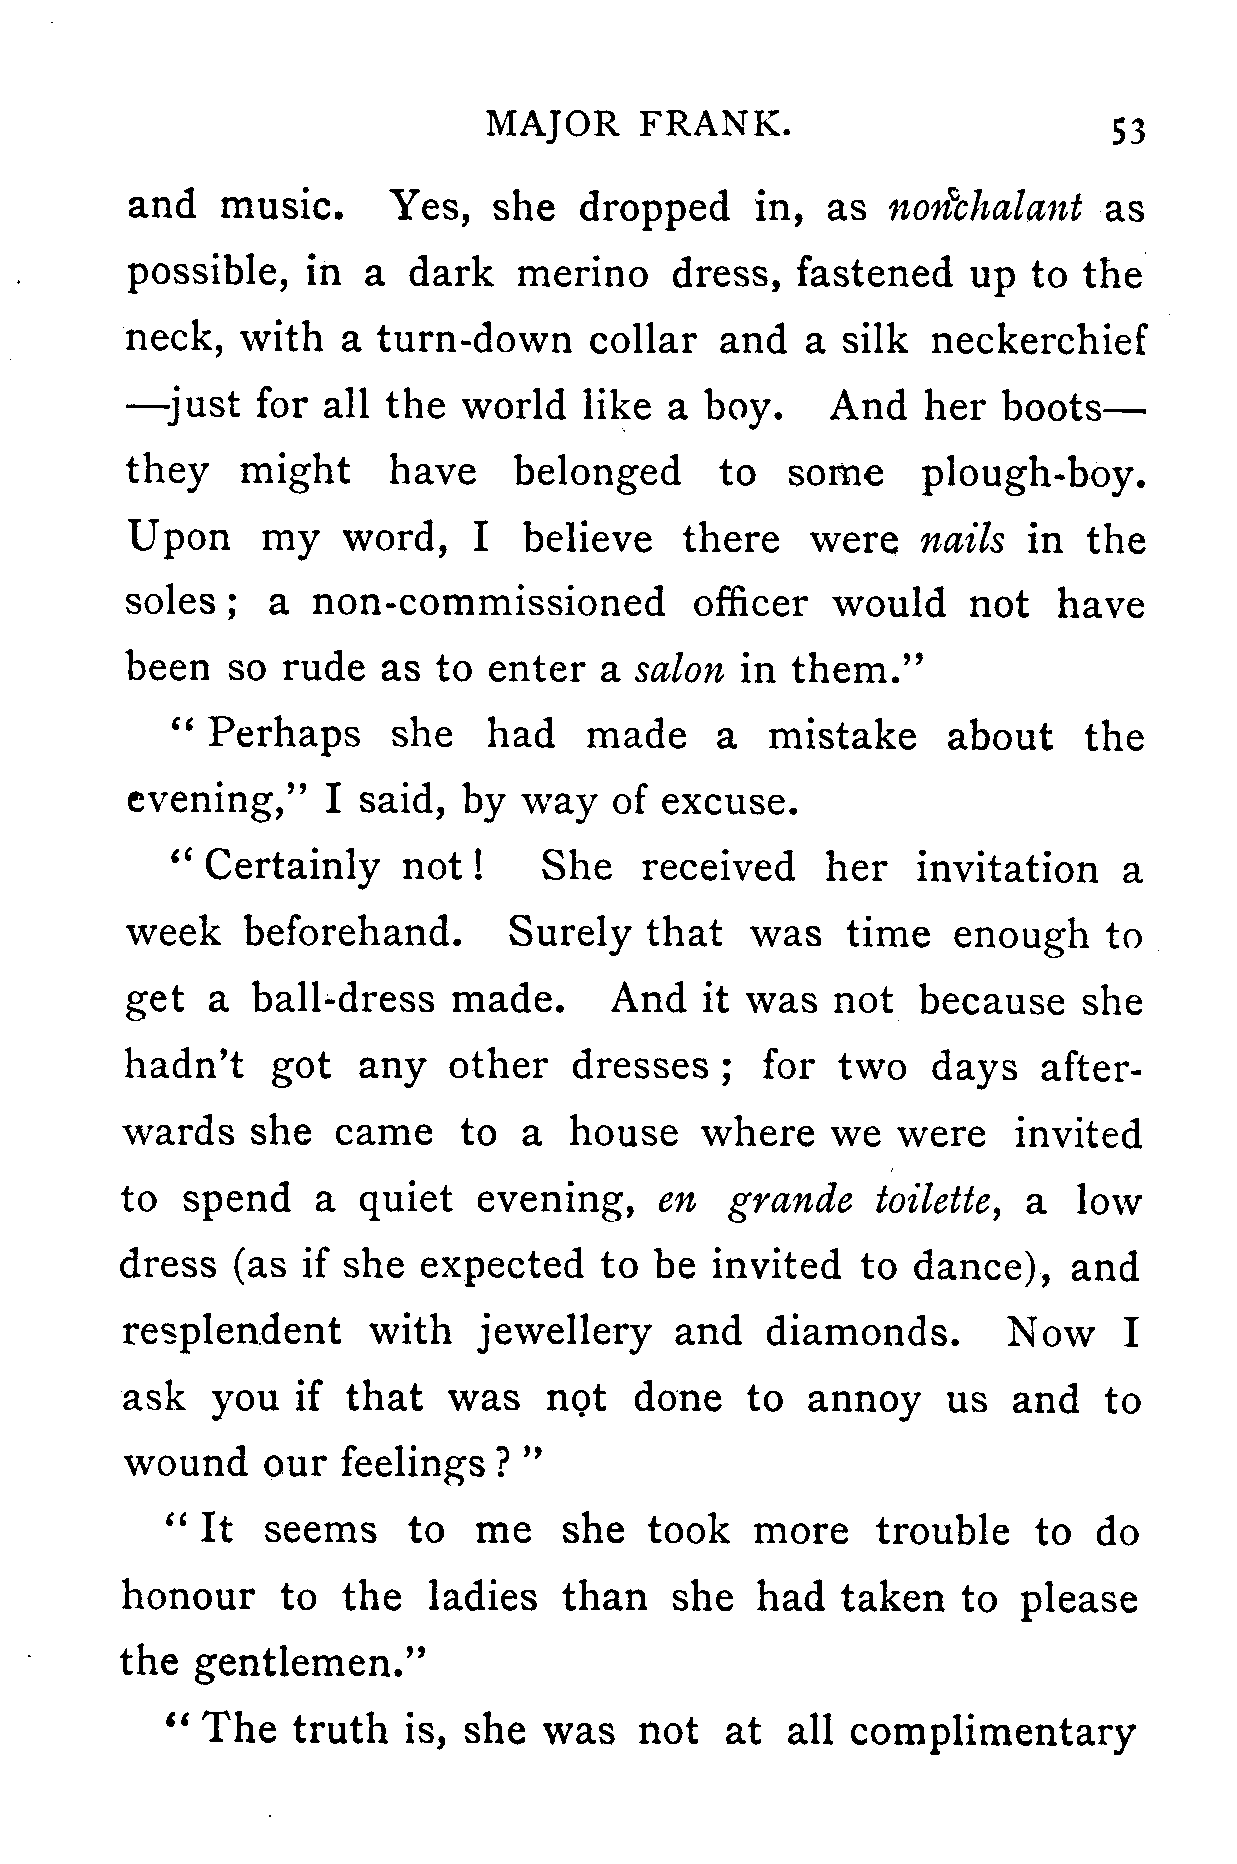 MAJOR FRANK. 53
and music. Yes, she dropped in, as nonchalant as
possible, in a dark merino dress, fastened up to the
neck, with a turn-down collar and a silk neckerchief
—just for all the world like a boy. And her boots—
they might have belonged to some plough-boy.
Upon my word, I believe there were nails in the
soles ; a non-commissioned officer would not have
been so rude as to enter a salon in them."
" Perhaps she had made a mistake about the
evening," I said, by way of excuse.
" Certainly not ! She received her invitation a
week beforehand. Surely that was time enough to
get a ball-dress made. And it was not because she
hadn't got any other dresses ; for two days after-
wards she came to a house where we were invited
to spend a quiet evening, en grande toilette, a low
dress (as if she expected to be invited to dance), and
resplendent with jewellery and diamonds. Now I
ask you if that was not done to annoy us and to
wound our feelings ? "
" It seems to me she took more trouble to do
honour to the ladies than she had taken to please
the gentlemen."
" The truth is, she was not at all complimentary